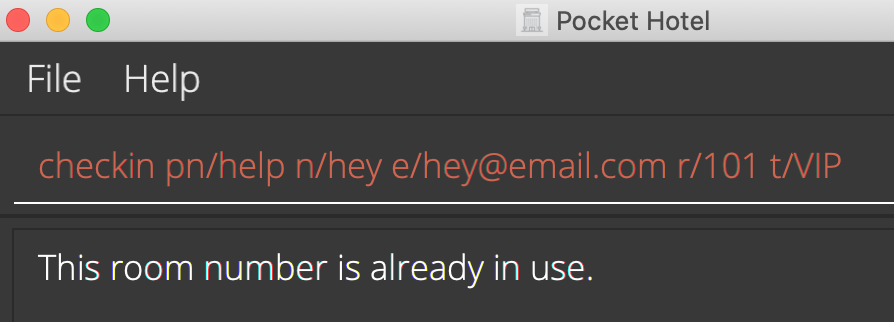 Pocket Hotel
File Help
checkin pn/help n/hey e/hey@email.com r/101 t/VIP
This room number is already in use.